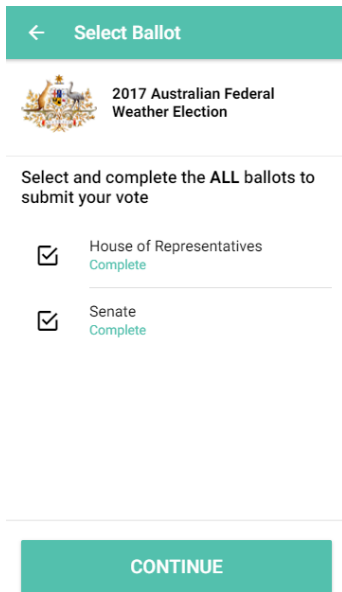 Select Ballot
2017 Australian Federal
Weather Election
Select and complete the ALL ballots to
submit your vote
House of Representatives
Complete
Senate
Complete
CONTINUE